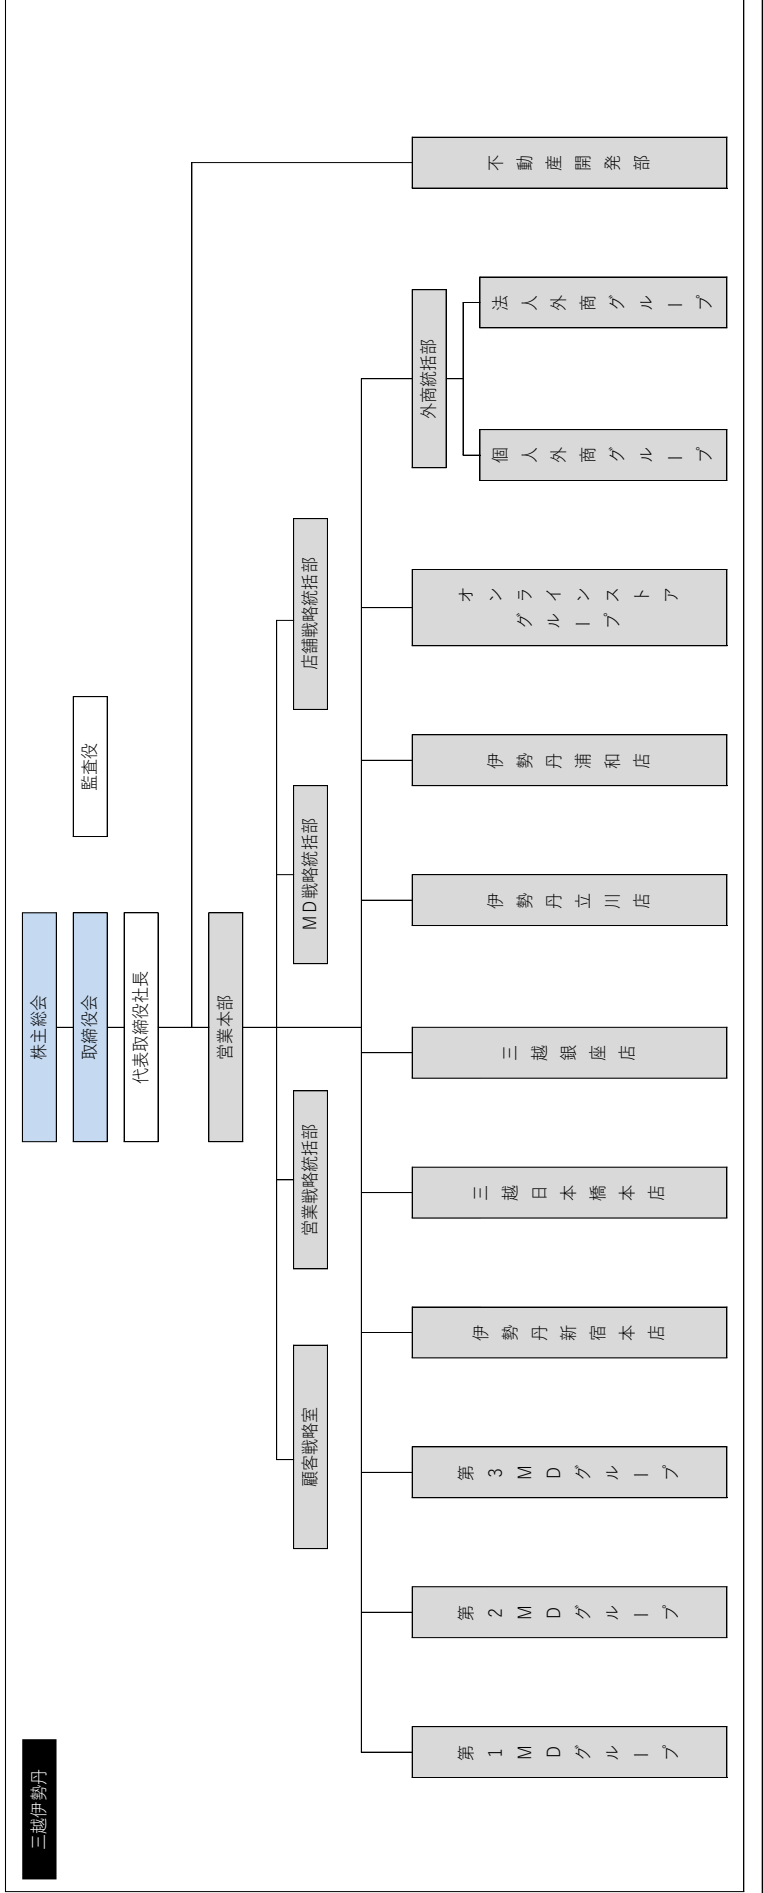 三越伊勢丹
株主総会
取締役会
監査役
代表取締役社長
営業本部
顧客戦略室
営業戦略統括部
MD戦略統括部
店舗戦略統括部
第1MDグループ
第2MDグループ
第3MDグループ
伊勢丹新宿本店
三越日本橋本店
三越銀座店
伊勢丹立川店
伊勢丹浦和店
オンラインストア
グループ
外商統括部
個人外商グループ
法人外商グループ
不動産開発部